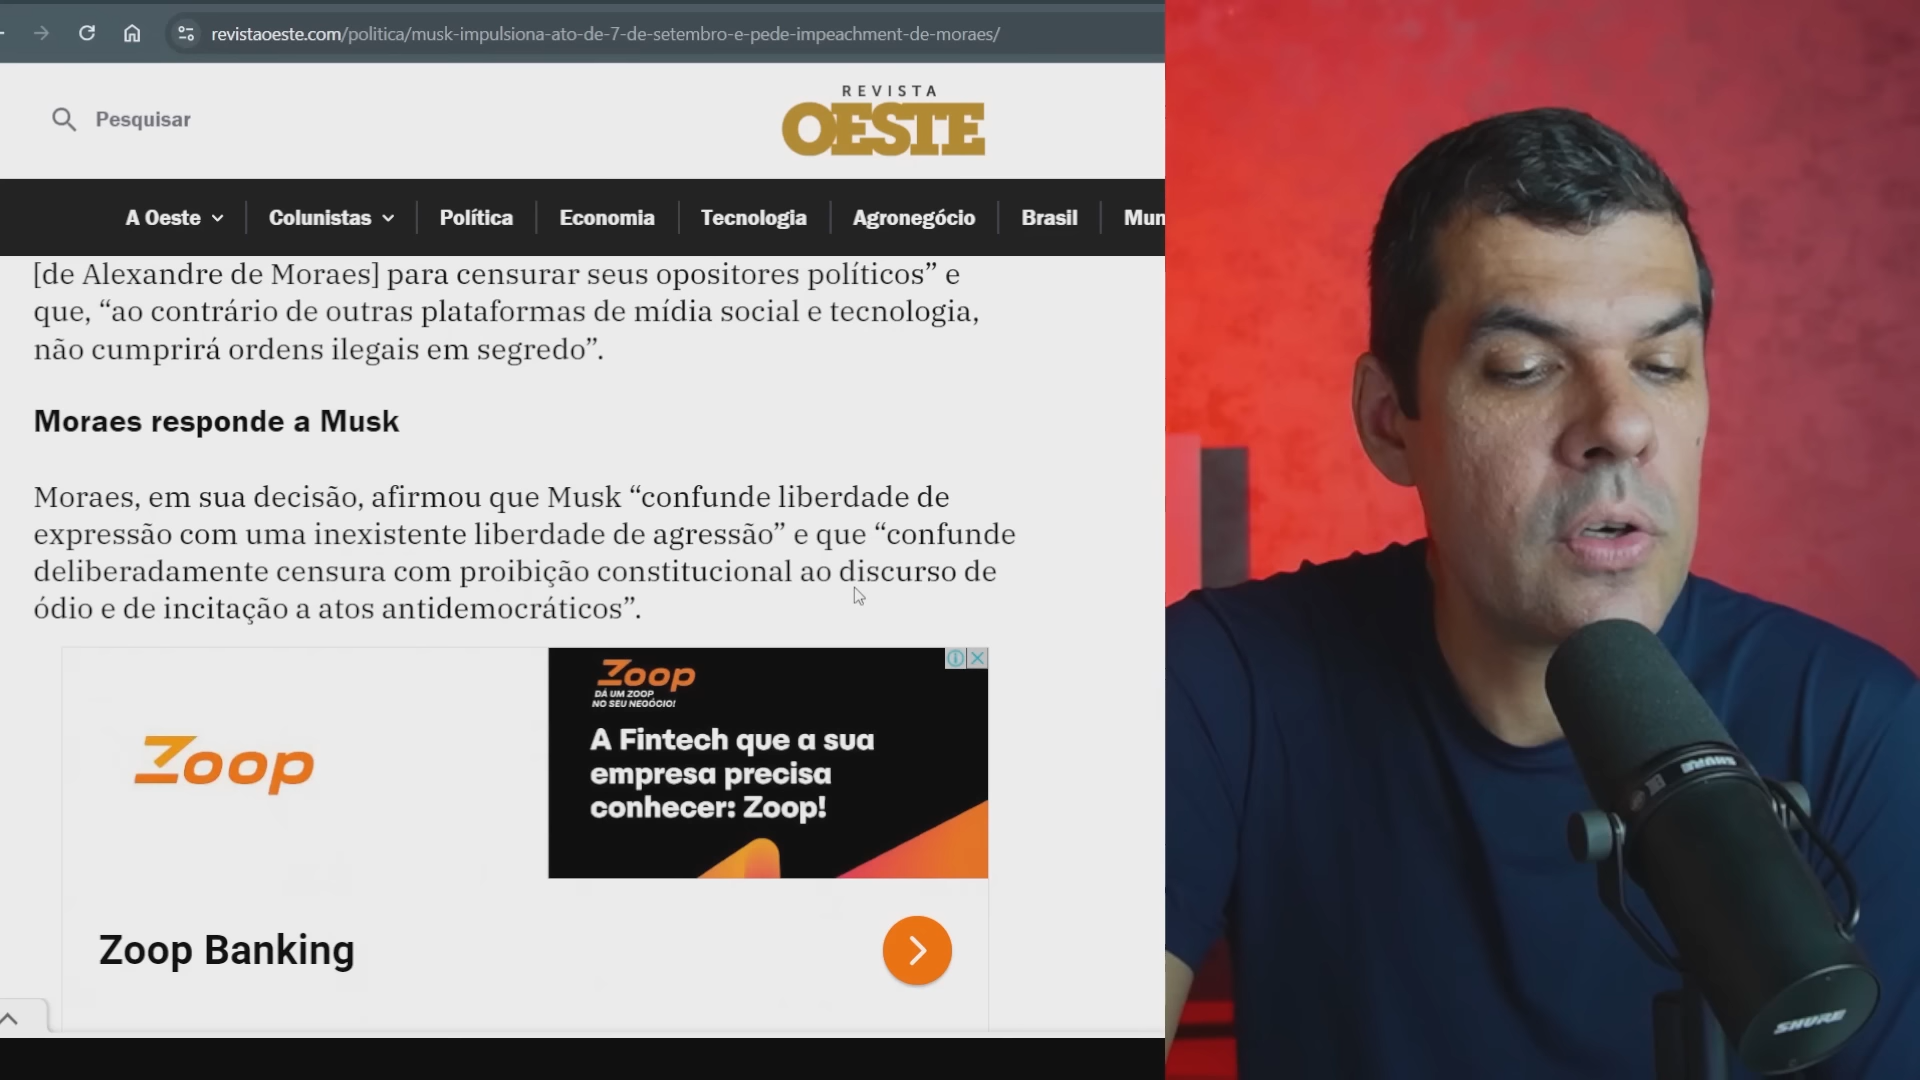 revistaoeste.com/politica/musk-impulsiona-ato-de-7-de-setembro-e-pede-impeachment-de-moraes/
Pesquisar
REVISTA
OESTE
A Oeste
Colunistas
Política
Economia
Tecnologia
Agronegócio
Brasil
Mun
[de Alexandre de Moraes] para censurar seus opositores políticos” e
que, “ao contrário de outras plataformas de mídia social e tecnologia,
não cumprirá ordens ilegais em segredo”.
Moraes responde a Musk
Moraes, em sua decisão, afirmou que Musk “confunde liberdade de
expressão com uma inexistente liberdade de agressão” e que “confunde
deliberadamente censura com proibição constitucional ao discurso de
ódio e de incitação a atos antidemocráticos”.
Zoop
Zoop
DÁ UM ZOOP
NO SEU NEGÓCIO!
A Fintech que a sua
empresa precisa
conhecer: Zoop!
Zoop Banking
SHURE
SHURE